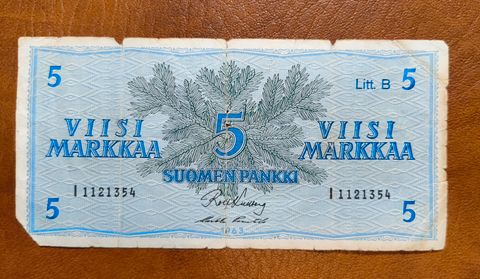 5 Litt. B 5
VIISI MARKKAA
5
VIISI MARKKAA
SUOMEN PANKKI
I 1121354 I 1121354
5 5
1963